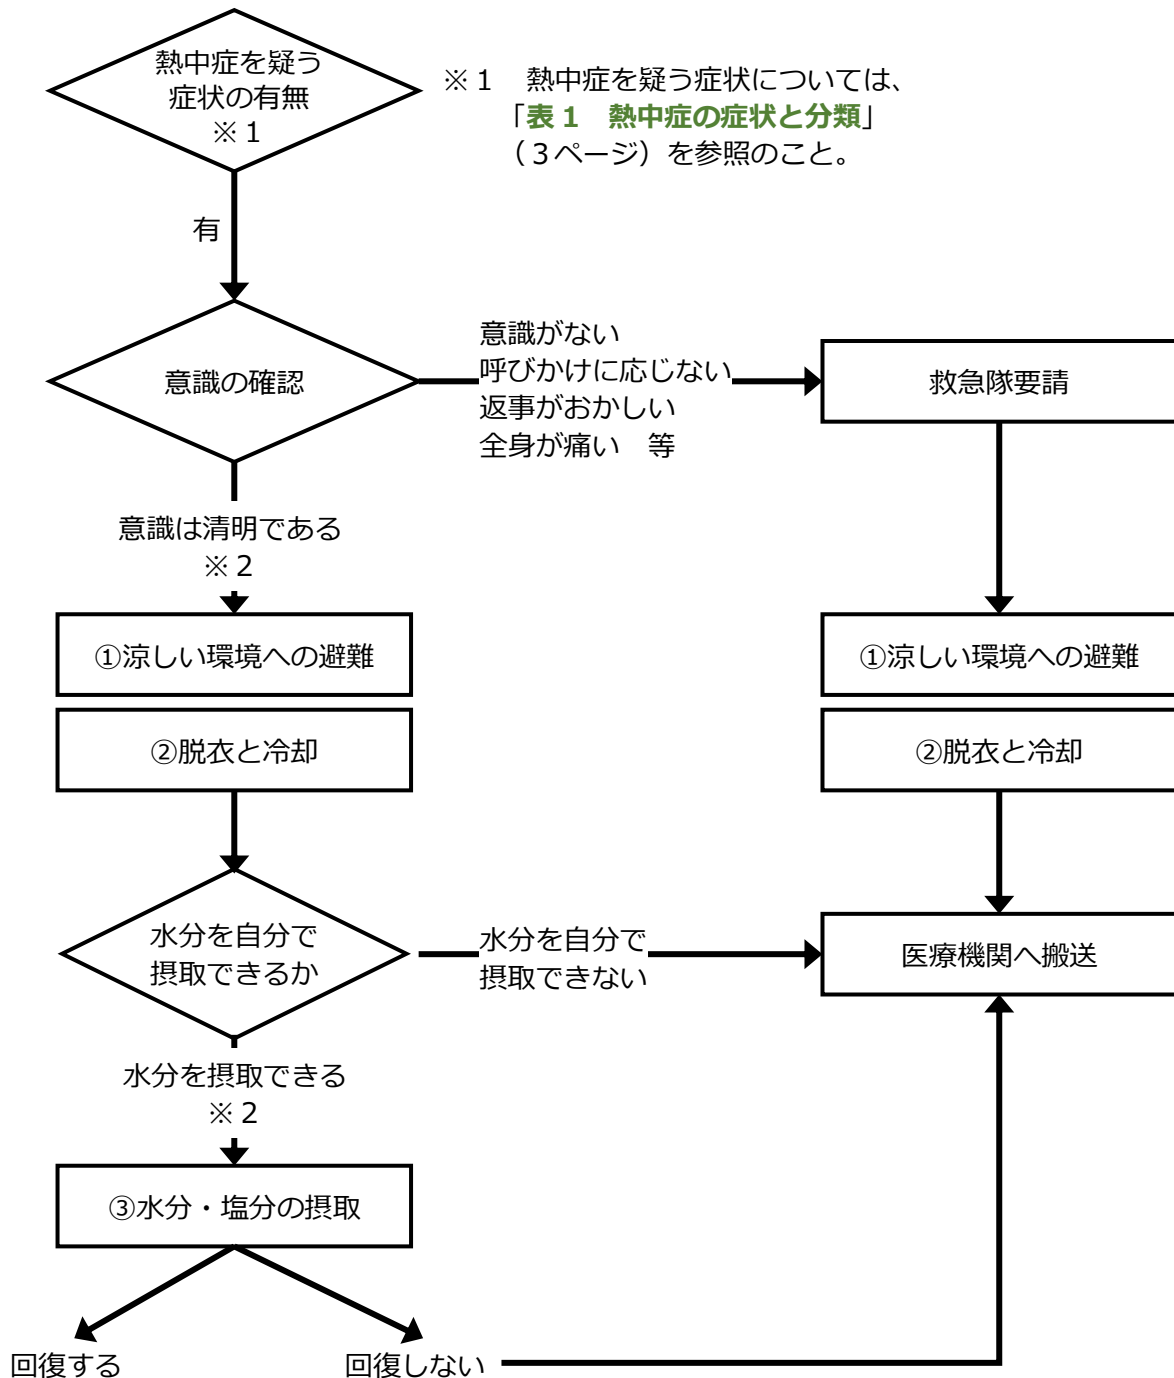 熱中症を疑う
症状の有無
※１
※１　熱中症を疑う症状については、
「表１　熱中症の症状と分類」
（３ページ）を参照のこと。
有
意識の確認
意識がない
呼びかけに応じない
返事がおかしい
全身が痛い　等
救急隊要請
意識は清明である
※２
①涼しい環境への避難
①涼しい環境への避難
②脱衣と冷却
②脱衣と冷却
水分を自分で
摂取できるか
水分を自分で
摂取できない
医療機関へ搬送
水分を摂取できる
※２
③水分・塩分の摂取
回復する
回復しない